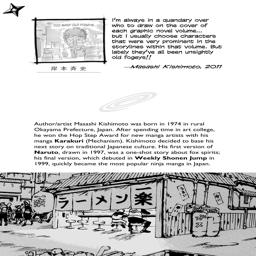 I'm always in a quandary over
who to draw on the cover of
each graphic novel volume...
but I usually choose characters
that were very prominent in the
storylines within that volume. But
lately they've all been unsightly
old fogeys!!
—Masashi Kishimoto, 2011
岸本斉史
Author/artist Masashi Kishimoto was born in 1974 in rural
Okayama Prefecture, Japan. After spending time in art college,
he won the Hop Step Award for new manga artists with his
manga Karakuri (Mechanism). Kishimoto decided to base his
next story on traditional Japanese culture. His first version of
Naruto, drawn in 1997, was a one-shot story about fox spirits;
his final version, which debuted in Weekly Shonen Jump in
1999, quickly became the most popular ninja manga in Japan.
ラーメン 楽